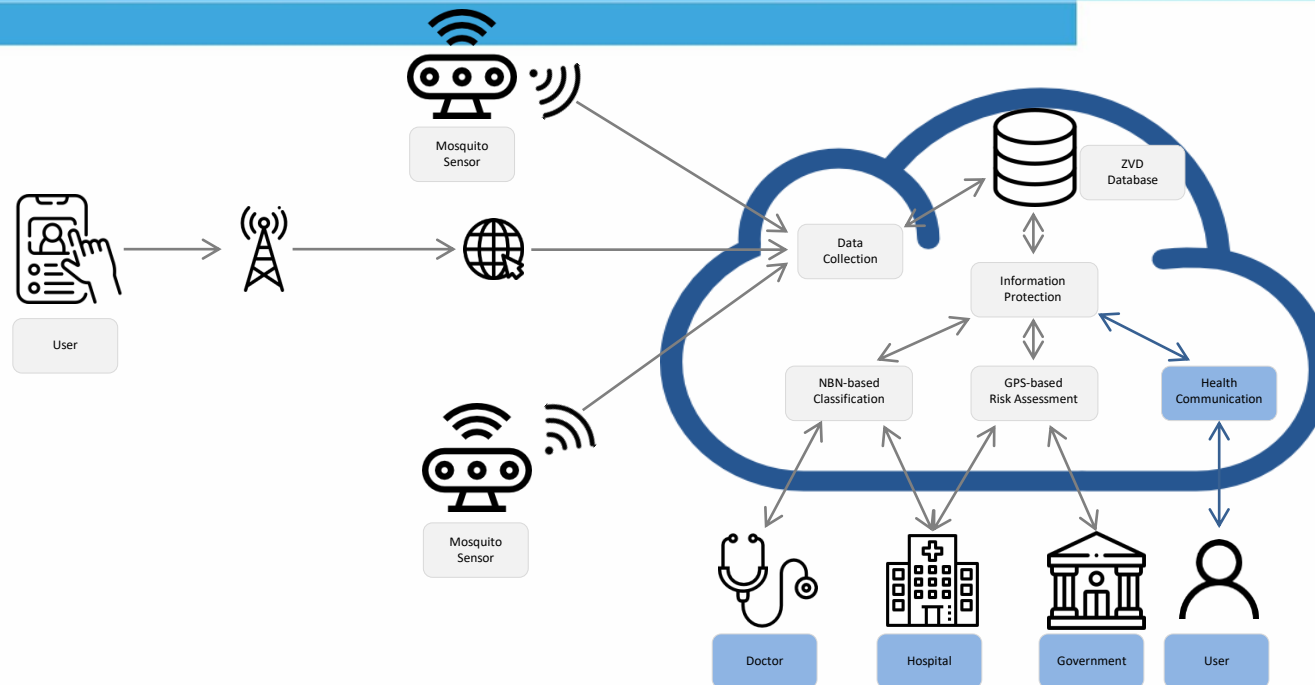 Mosquito
Sensor
ZVD
Database
Data
Collection
Information
Protection
User
NBN-based
Classification
GPS-based
Risk Assessment
Health
Communication
Mosquito
Sensor
Doctor
Hospital
Government
User